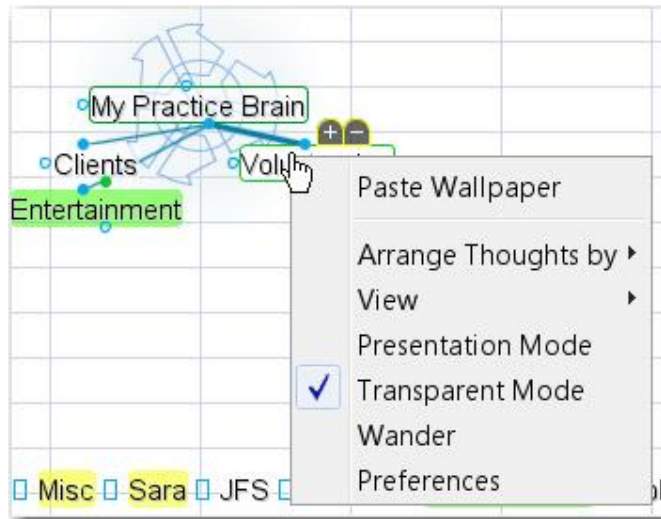 My Practice Brain
Clients
Entertainment
Paste Wallpaper
Arrange Thoughts by
View
Presentation Mode
Transparent Mode
Wander
Preferences
Misc Sara JFS